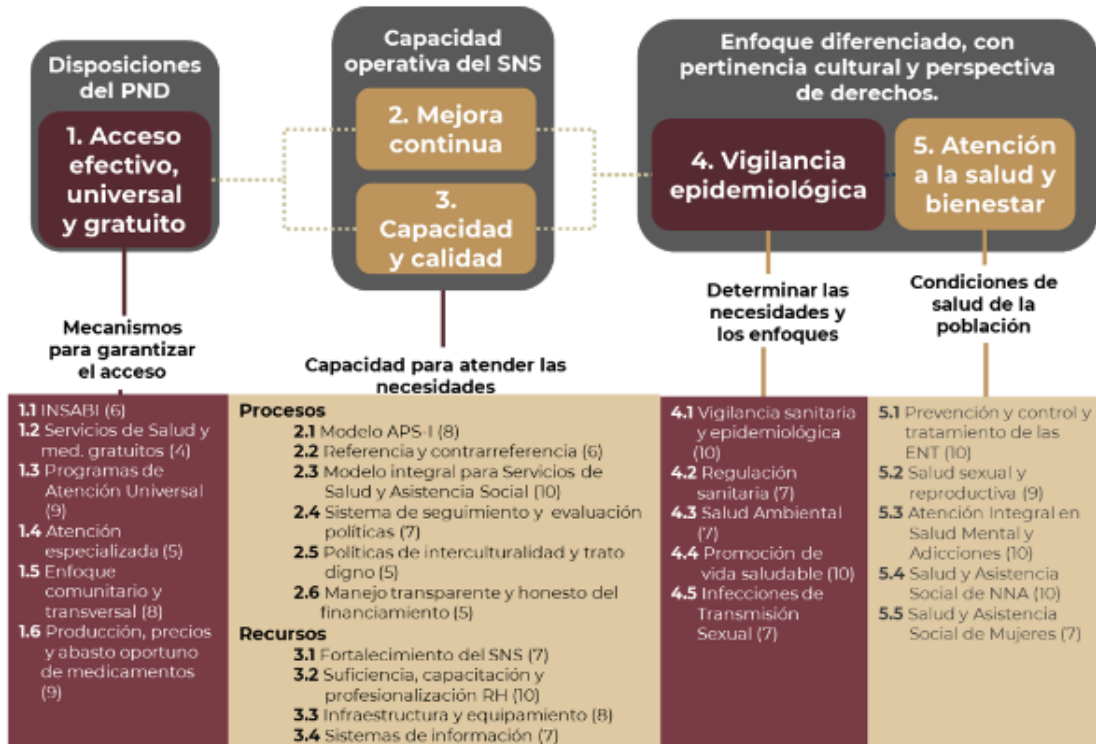 Disposiciones
del PND
1. Acceso
efectivo,
universal
y gratuito
Capacidad
operativa del SNS
2. Mejora
continua
3.
Capacidad
y calidad
Enfoque diferenciado, con
pertinencia cultural y perspectiva
de derechos.
4. Vigilancia
epidemiológica
5. Atención
a la salud y
bienestar
Mecanismos
para garantizar
el acceso
Capacidad para atender las
necesidades
Determinar las
necesidades y
los enfoques
Condiciones de
salud de la
población
1.1 INSABI (6)
1.2 Servicios de Salud y
med. gratuitos (4)
1.3 Programas de
Atención Universal
(9)
1.4 Atención
especializada (5)
1.5 Enfoque
comunitario y
transversal (8)
1.6 Producción, precios
y abasto oportuno
de medicamentos
(9)
Procesos
2.1 Modelo APS-I (8)
2.2 Referencia y contrarreferencia (6)
2.3 Modelo integral para Servicios de
Salud y Asistencia Social (10)
2.4 Sistema de seguimiento y evaluación
políticas (7)
2.5 Políticas de interculturalidad y trato
digno (5)
2.6 Manejo transparente y honesto del
financiamiento (5)
Recursos
3.1 Fortalecimiento del SNS (7)
3.2 Suficiencia, capacitación y
profesionalización RH (10)
3.3 Infraestructura y equipamiento (8)
3.4 Sistemas de información (7)
4.1 Vigilancia sanitaria
y epidemiológica
(10)
4.2 Regulación
sanitaria (7)
4.3 Salud Ambiental
(7)
4.4 Promoción de
vida saludable (10)
4.5 Infecciones de
Transmisión
Sexual (7)
5.1 Prevención y control y
tratamiento de las
ENT (10)
5.2 Salud sexual y
reproductiva (9)
5.3 Atención Integral en
Salud Mental y
Adicciones (10)
5.4 Salud y Asistencia
Social de NNA (10)
5.5 Salud y Asistencia
Social de Mujeres (7)